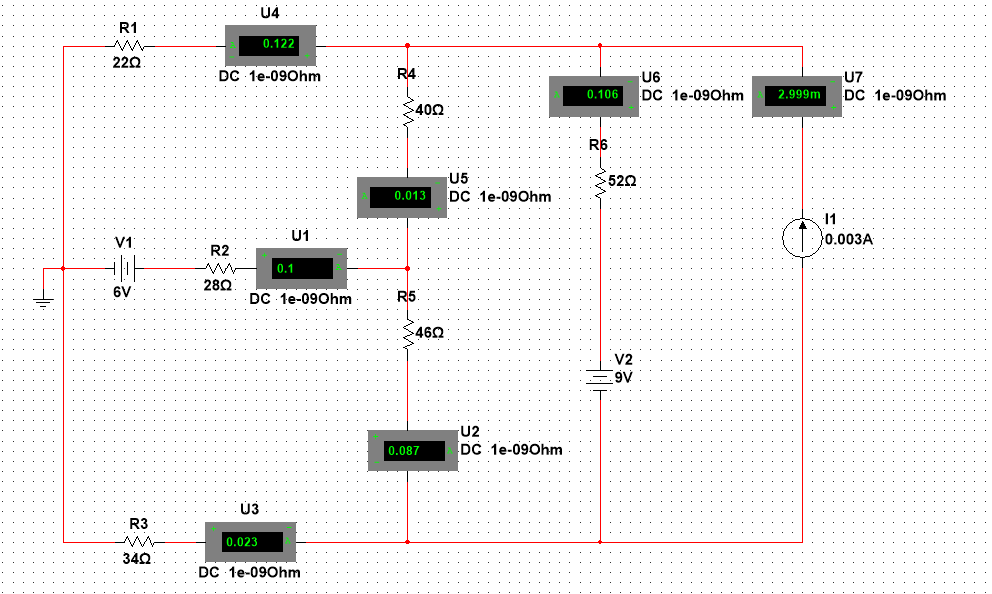 U4
R1
0.122
22Ω
DC 1e-09Ohm
R4
40Ω
U6
0.106
DC 1e-09Ohm
U7
2.999m
DC 1e-09Ohm
R6
52Ω
U5
0.013
DC 1e-09Ohm
I1
0.003A
V1
6V
R2
28Ω
U1
0.1
DC 1e-09Ohm
R5
46Ω
V2
9V
U2
0.087
DC 1e-09Ohm
U3
R3
0.023
34Ω
DC 1e-09Ohm